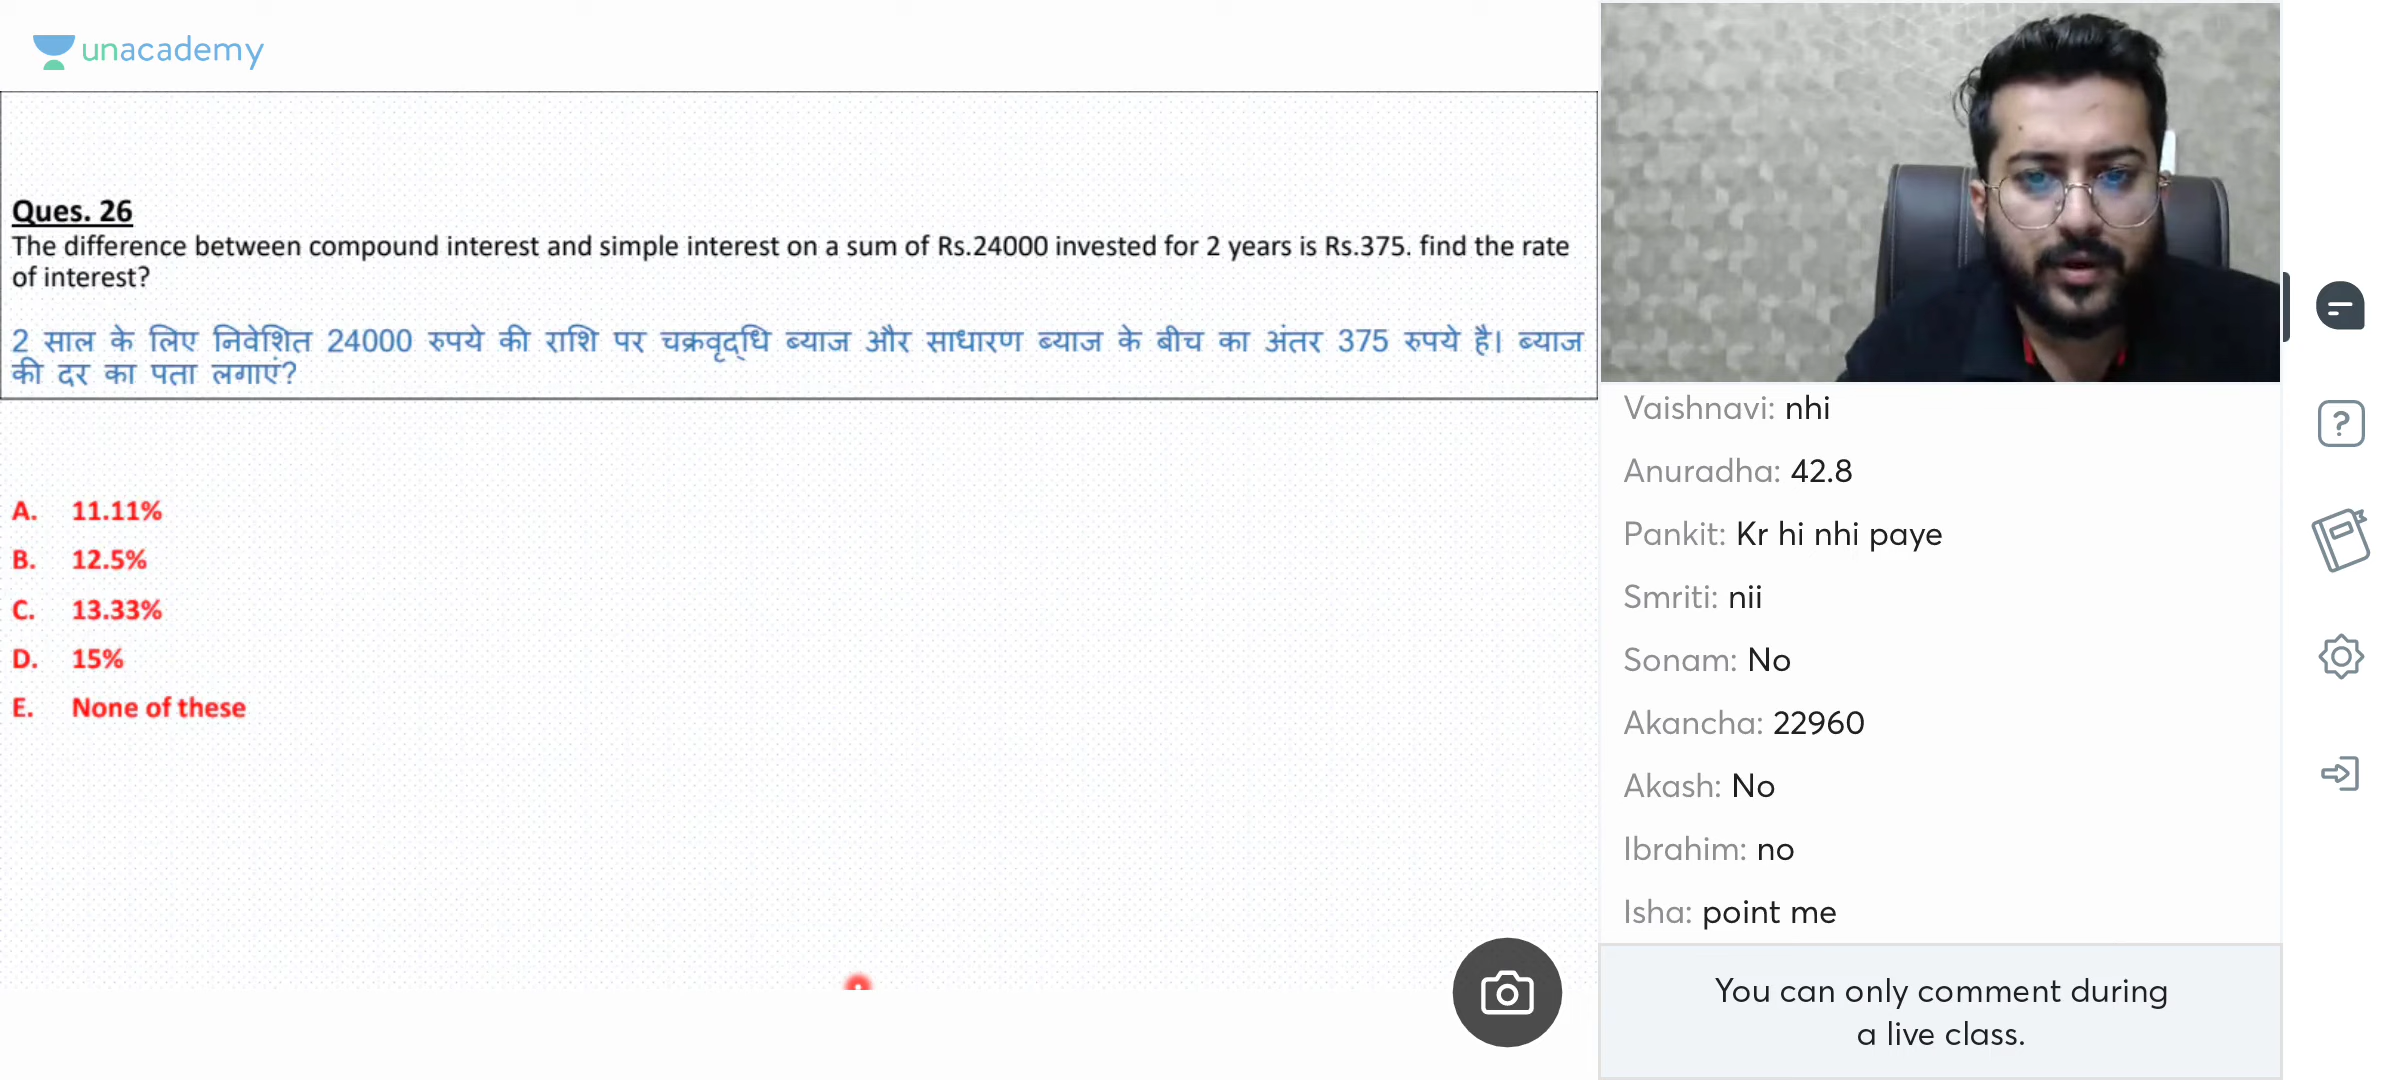 unacademy
Ques. 26
The difference between compound interest and simple interest on a sum of Rs.24000 invested for 2 years is Rs.375. find the rate
of interest?
2 साल के लिए निवेशित 24000 रुपये की राशि पर चक्रवृद्धि ब्याज और साधारण ब्याज के बीच का अंतर 375 रुपये है। ब्याज
की दर का पता लगाएं?
A. 11.11%
B. 12.5%
C. 13.33%
D. 15%
E. None of these
Vaishnavi: nhi
Anuradha: 42.8
Pankit: Kr hi nhi paye
Smriti: nii
Sonam: No
Akancha: 22960
Akash: No
Ibrahim: no
Isha: point me
You can only comment during
a live class.